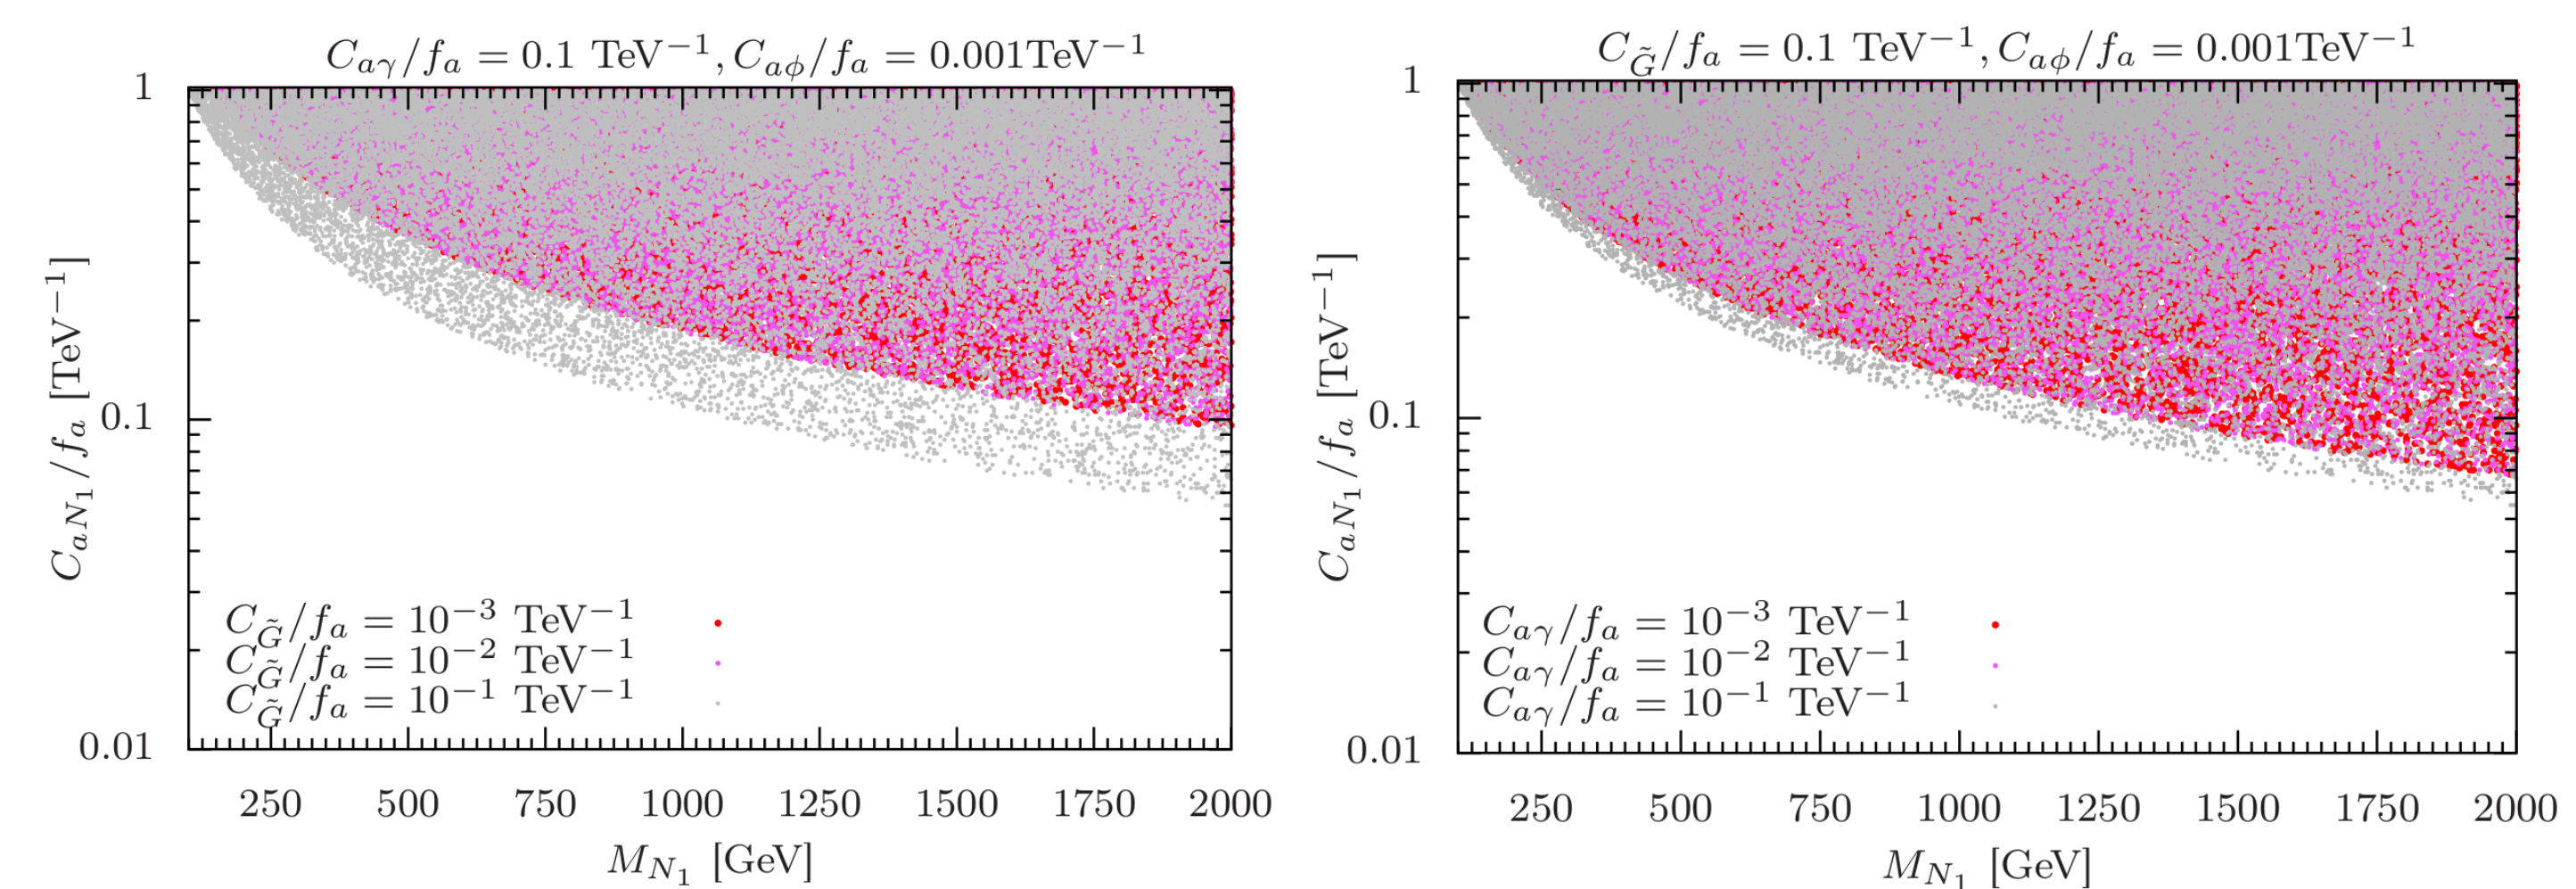 C_{aγ}/f_a = 0.1 TeV^{−1}, C_{aϕ}/f_a = 0.001TeV^{−1}
1
0.1
0.01
C_{aN_1}/f_a [TeV^{−1}]
C_{G̃}/f_a = 10^{−3} TeV^{−1}
C_{G̃}/f_a = 10^{−2} TeV^{−1}
C_{G̃}/f_a = 10^{−1} TeV^{−1}
250 500 750 1000 1250 1500 1750 2000
M_{N_1} [GeV]
C_{G̃}/f_a = 0.1 TeV^{−1}, C_{aϕ}/f_a = 0.001TeV^{−1}
1
0.1
0.01
C_{aN_1}/f_a [TeV^{−1}]
C_{aγ}/f_a = 10^{−3} TeV^{−1}
C_{aγ}/f_a = 10^{−2} TeV^{−1}
C_{aγ}/f_a = 10^{−1} TeV^{−1}
250 500 750 1000 1250 1500 1750 2000
M_{N_1} [GeV]